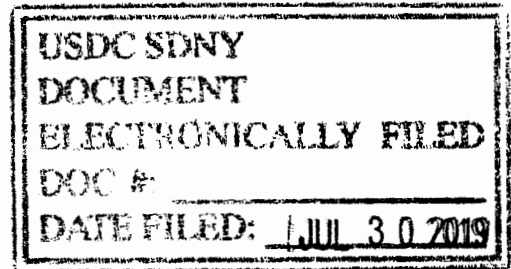 USDC SDNY
DOCUMENT
ELECTRONICALLY FILED
DOC #:
DATE FILED: JUL 30 2019